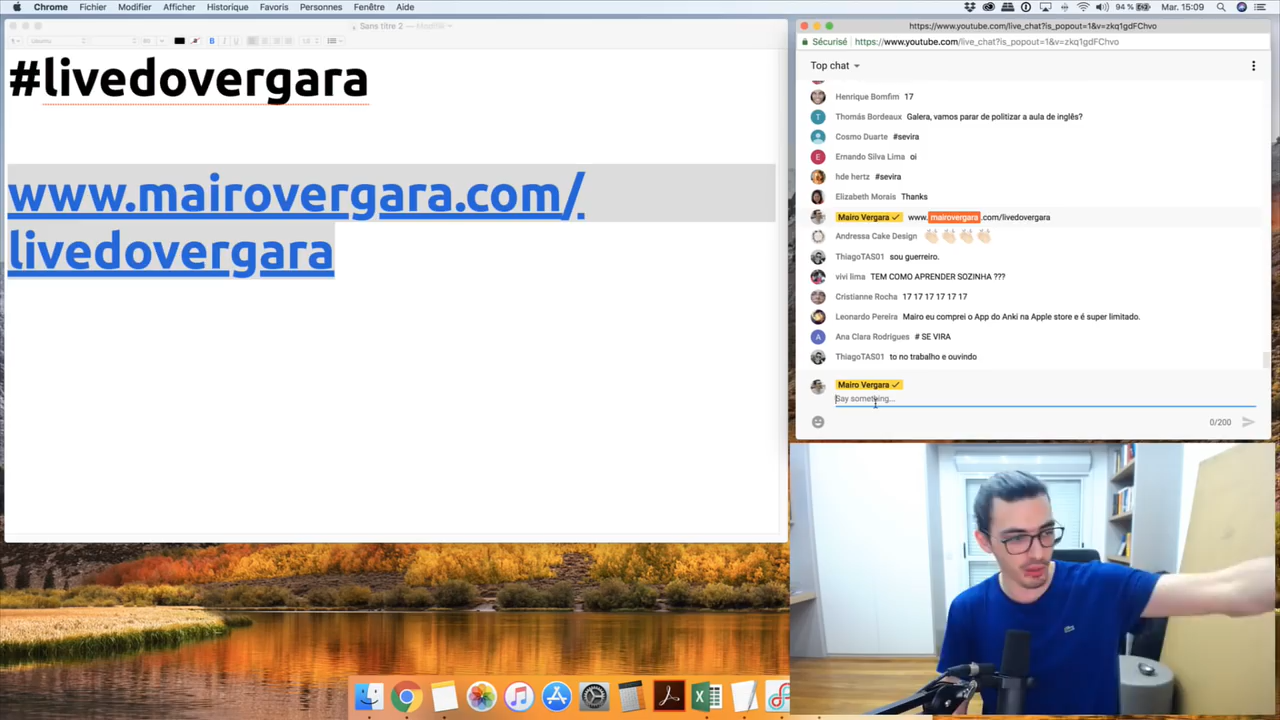 Chrome Fichier Modifier Afficher Historique Favoris Personnes Fenêtre Aide
94 % Mar. 15:09
Sans titre 2 — Modifié
Ubuntu
#livedovergara
www.mairovergara.com/
livedovergara
https://www.youtube.com/live_chat?is_popout=1&v=zkq1gdFChvo
Sécurisé https://www.youtube.com/live_chat?is_popout=1&v=zkq1gdFChvo
Top chat
Henrique Bomfim 17
Thomás Bordeaux Galera, vamos parar de politizar a aula de inglês?
Cosmo Duarte #sevira
Ernando Silva Lima oi
hde hertz #sevira
Elizabeth Morais Thanks
Mairo Vergara www.mairovergara.com/livedovergara
Andressa Cake Design
ThiagoTAS01 sou guerreiro.
vivi lima TEM COMO APRENDER SOZINHA ???
Cristianne Rocha 17 17 17 17 17 17
Leonardo Pereira Mairo eu comprei o App do Anki na Apple store e é super limitado.
Ana Clara Rodrigues # SE VIRA
ThiagoTAS01 to no trabalho e ouvindo
Mairo Vergara
Say something...
0/200